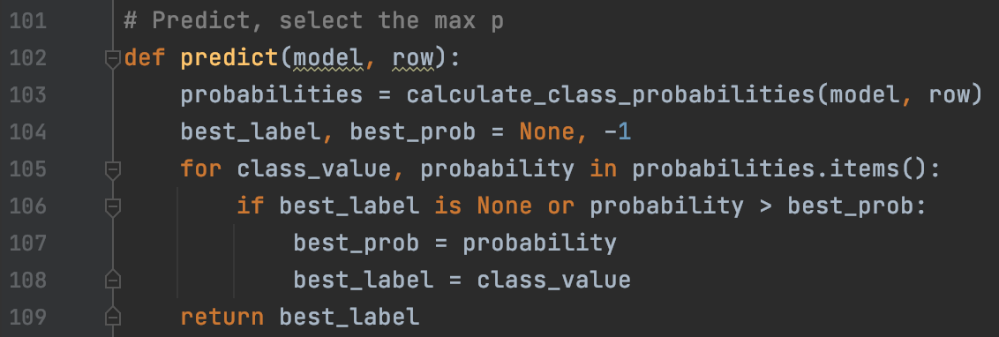 101 # Predict, select the max p
102 def predict(model, row):
103     probabilities = calculate_class_probabilities(model, row)
104     best_label, best_prob = None, -1
105     for class_value, probability in probabilities.items():
106         if best_label is None or probability > best_prob:
107             best_prob = probability
108             best_label = class_value
109     return best_label